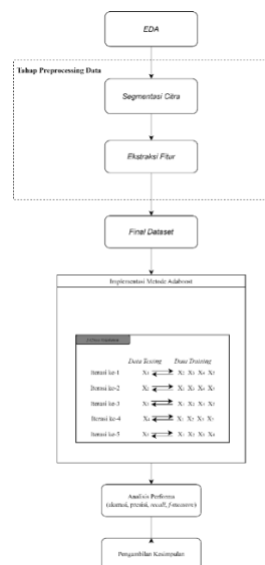 EDA
Tahap Preprocessing Data
Segmentasi Citra
Ekstraksi Fitur
Final Dataset
Implementasi Metode Adaboost
Data Testing Data Training
Iterasi ke-1 X₁ X₂ X₃ X₄ X₅
Iterasi ke-2 X₂ X₁ X₃ X₄ X₅
Iterasi ke-3 X₃ X₁ X₂ X₄ X₅
Iterasi ke-4 X₄ X₁ X₂ X₃ X₅
Iterasi ke-5 X₅ X₁ X₂ X₃ X₄
Analisis Performa
(akurasi, presisi, recall, f-measure)
Pengambilan Kesimpulan